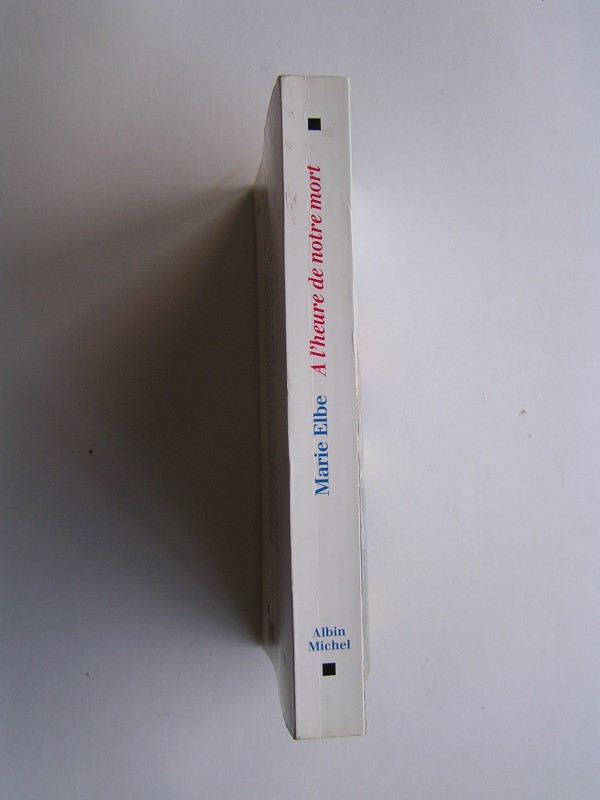 Marie Elbe A l'heure de notre mort
Albin
Michel